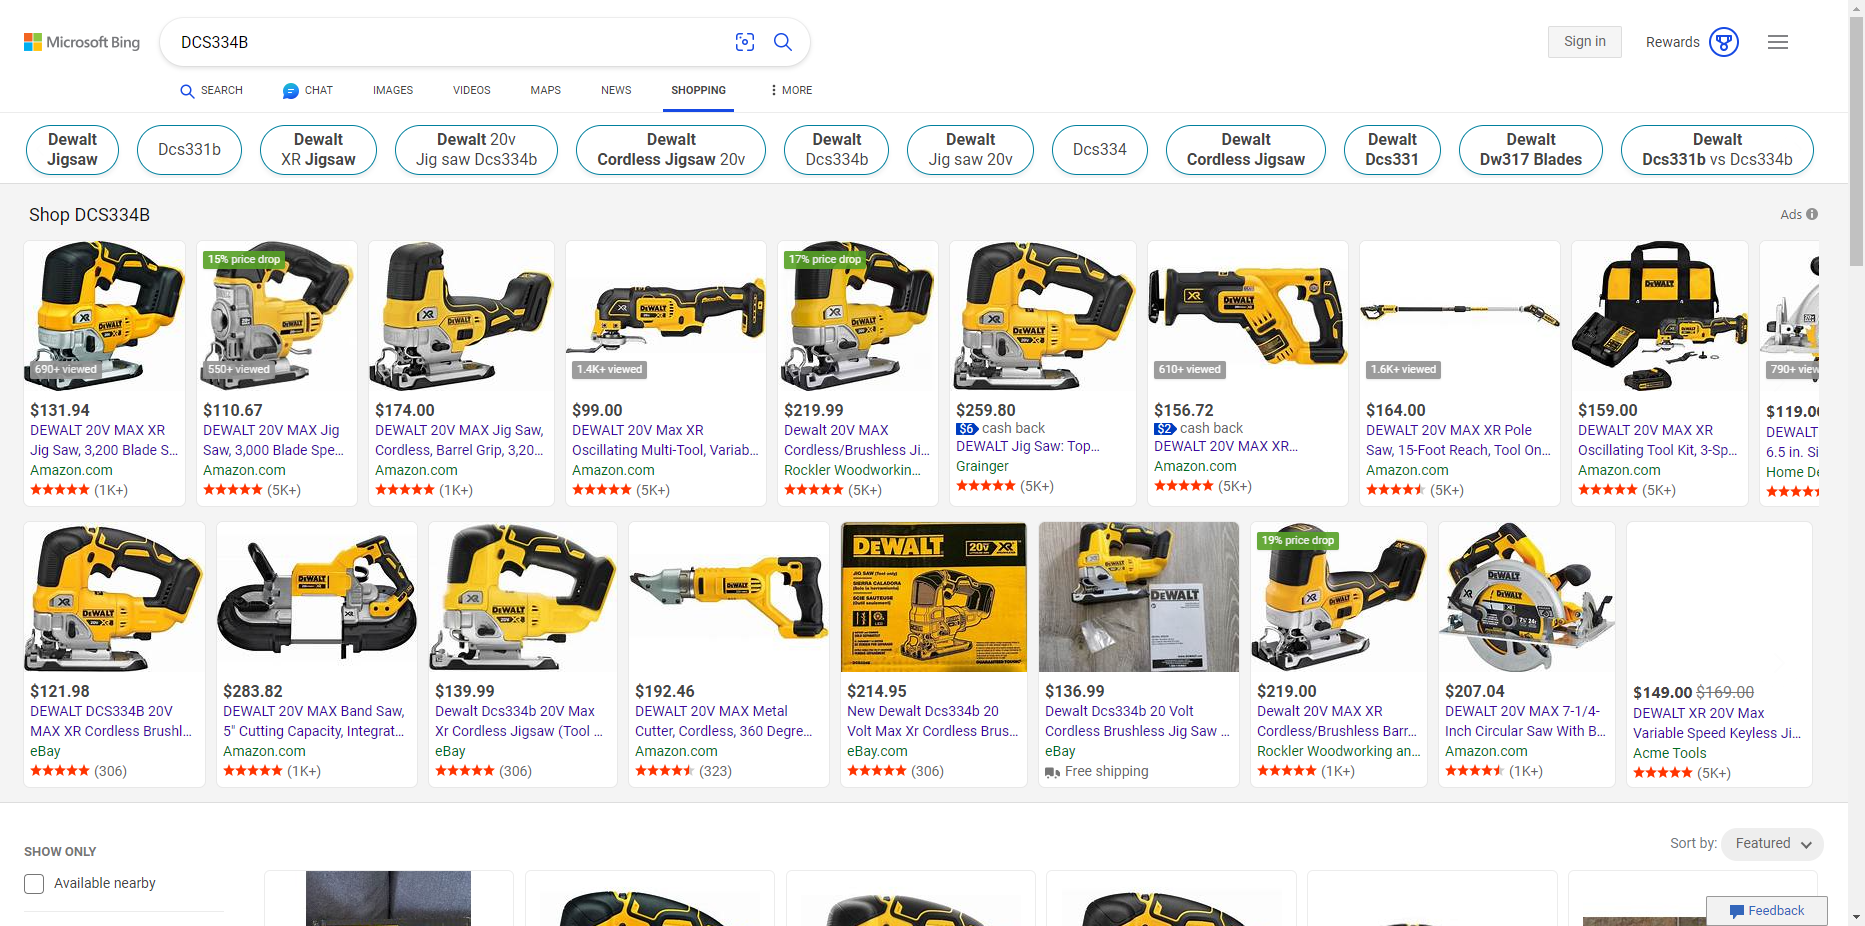 Microsoft Bing
DCS334B
Sign in
Rewards
SEARCH
CHAT
IMAGES
VIDEOS
MAPS
NEWS
SHOPPING
MORE
Dewalt
Jigsaw
Dcs331b
Dewalt
XR Jigsaw
Dewalt 20v
Jig saw Dcs334b
Dewalt
Cordless Jigsaw 20v
Dewalt
Dcs334b
Dewalt
Jig saw 20v
Dcs334
Dewalt
Cordless Jigsaw
Dewalt
Dcs331
Dewalt
Dw317 Blades
Dewalt
Dcs331b vs Dcs334b
Shop DCS334B
Ads
690+ viewed
$131.94
DEWALT 20V MAX XR
Jig Saw, 3,200 Blade S...
Amazon.com
(1K+)
15% price drop
550+ viewed
$110.67
DEWALT 20V MAX Jig
Saw, 3,000 Blade Spe...
Amazon.com
(5K+)
$174.00
DEWALT 20V MAX Jig Saw,
Cordless, Barrel Grip, 3,20...
Amazon.com
(1K+)
1.4K+ viewed
$99.00
DEWALT 20V Max XR
Oscillating Multi-Tool, Variab...
Amazon.com
(5K+)
17% price drop
$219.99
Dewalt 20V MAX
Cordless/Brushless Ji...
Rockler Woodworkin...
(5K+)
$259.80
$6 cash back
DEWALT Jig Saw: Top...
Grainger
(5K+)
610+ viewed
$156.72
$2 cash back
DEWALT 20V MAX XR...
Amazon.com
(5K+)
1.6K+ viewed
$164.00
DEWALT 20V MAX XR Pole
Saw, 15-Foot Reach, Tool On...
Amazon.com
(5K+)
$159.00
DEWALT 20V MAX XR
Oscillating Tool Kit, 3-Sp...
Amazon.com
(5K+)
790+ view
$119.0
DEWALT
6.5 in. Si
Home De
$121.98
DEWALT DCS334B 20V
MAX XR Cordless Brushl...
eBay
(306)
$283.82
DEWALT 20V MAX Band Saw,
5" Cutting Capacity, Integrat...
Amazon.com
(1K+)
$139.99
Dewalt Dcs334b 20V Max
Xr Cordless Jigsaw (Tool ...
eBay
(306)
$192.46
DEWALT 20V MAX Metal
Cutter, Cordless, 360 Degre...
Amazon.com
(323)
DEWALT
20V XR
JIG SAW (Tool only)
SIERRA CALADORA
SCIE SAUTEUSE
$214.95
New Dewalt Dcs334b 20
Volt Max Xr Cordless Brus...
eBay.com
(306)
DEWALT
$136.99
Dewalt Dcs334b 20 Volt
Cordless Brushless Jig Saw ...
eBay
Free shipping
19% price drop
$219.00
Dewalt 20V MAX XR
Cordless/Brushless Barr...
Rockler Woodworking an...
(1K+)
$207.04
DEWALT 20V MAX 7-1/4-
Inch Circular Saw With B...
Amazon.com
(1K+)
$149.00 $169.00
DEWALT XR 20V Max
Variable Speed Keyless Ji...
Acme Tools
(5K+)
SHOW ONLY
Available nearby
Sort by: Featured
Feedback